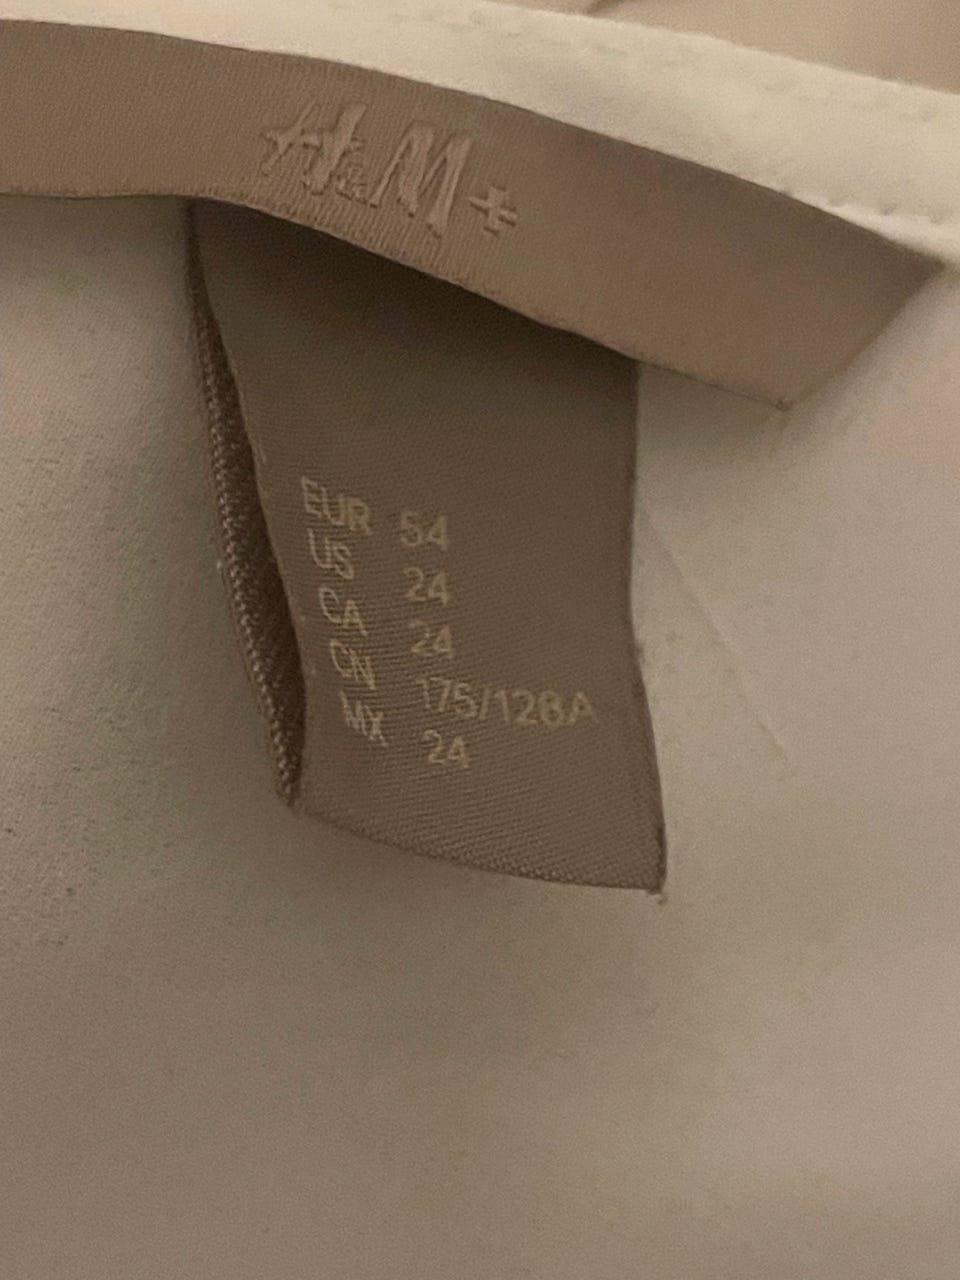 H&M+
EUR 54
US 24
CA 24
CN 175/128A
MX 24